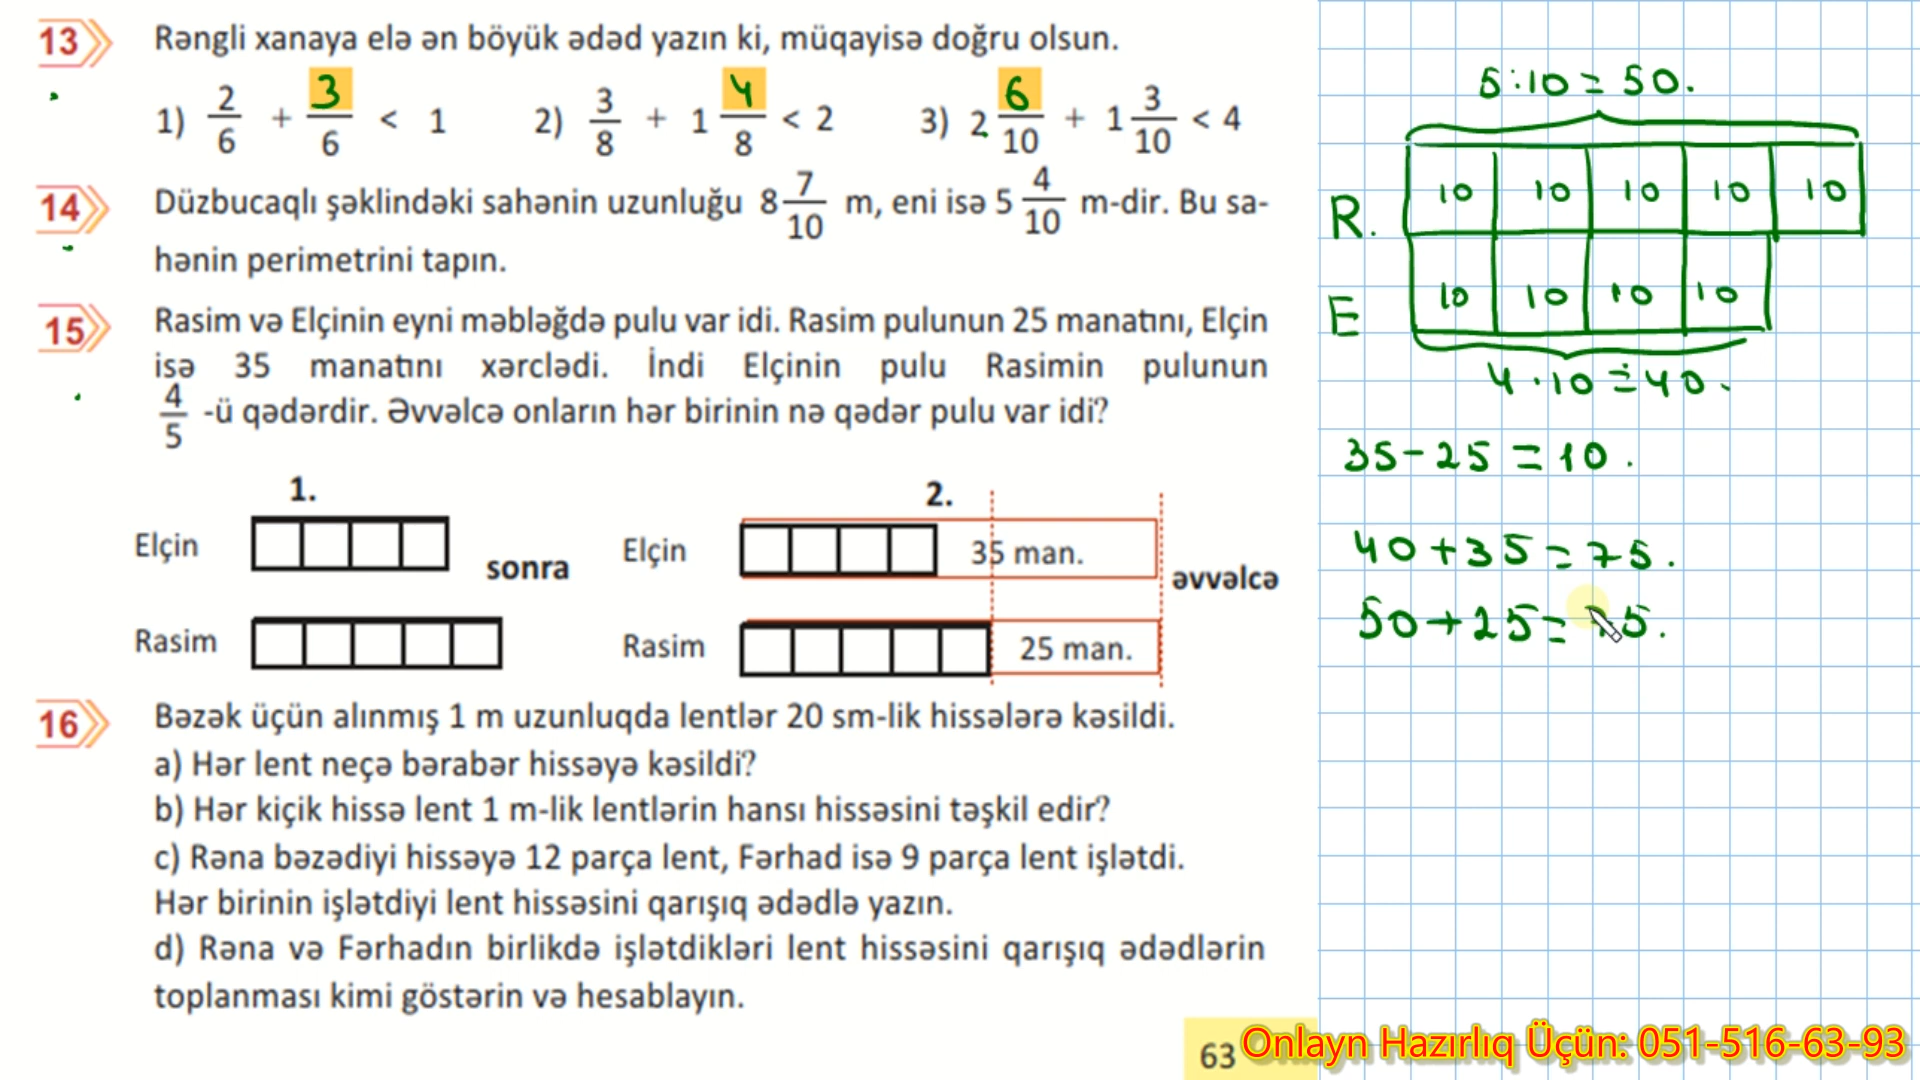 13 Rəngli xanaya elə ən böyük ədəd yazın ki, müqayisə doğru olsun.
1) 2/6 + 3/6 < 1 2) 3/8 + 1 4/8 < 2 3) 2 6/10 + 1 3/10 < 4
14 Düzbucaqlı şəklindəki sahənin uzunluğu 8 7/10 m, eni isə 5 4/10 m-dir. Bu sa-
hənin perimetrini tapın.
15 Rasim və Elçinin eyni məbləğdə pulu var idi. Rasim pulunun 25 manatını, Elçin
isə 35 manatını xərclədi. İndi Elçinin pulu Rasimin pulunun
4/5 -ü qədərdir. Əvvəlcə onların hər birinin nə qədər pulu var idi?
1.
Elçin
sonra
Rasim
2.
Elçin 35 man.
əvvəlcə
Rasim 25 man.
16 Bəzək üçün alınmış 1 m uzunluqda lentlər 20 sm-lik hissələrə kəsildi.
a) Hər lent neçə bərabər hissəyə kəsildi?
b) Hər kiçik hissə lent 1 m-lik lentlərin hansı hissəsini təşkil edir?
c) Rəna bəzədiyi hissəyə 12 parça lent, Fərhad isə 9 parça lent işlətdi.
Hər birinin işlətdiyi lent hissəsini qarışıq ədədlə yazın.
d) Rəna və Fərhadın birlikdə işlətdikləri lent hissəsini qarışıq ədədlərin
toplanması kimi göstərin və hesablayın.
63
5:10=50.
R. 10 10 10 10 10
E 10 10 10 10
4·10=40.
35-25=10.
40+35=75.
50+25=75.
Onlayn Hazırlıq Üçün: 051-516-63-93